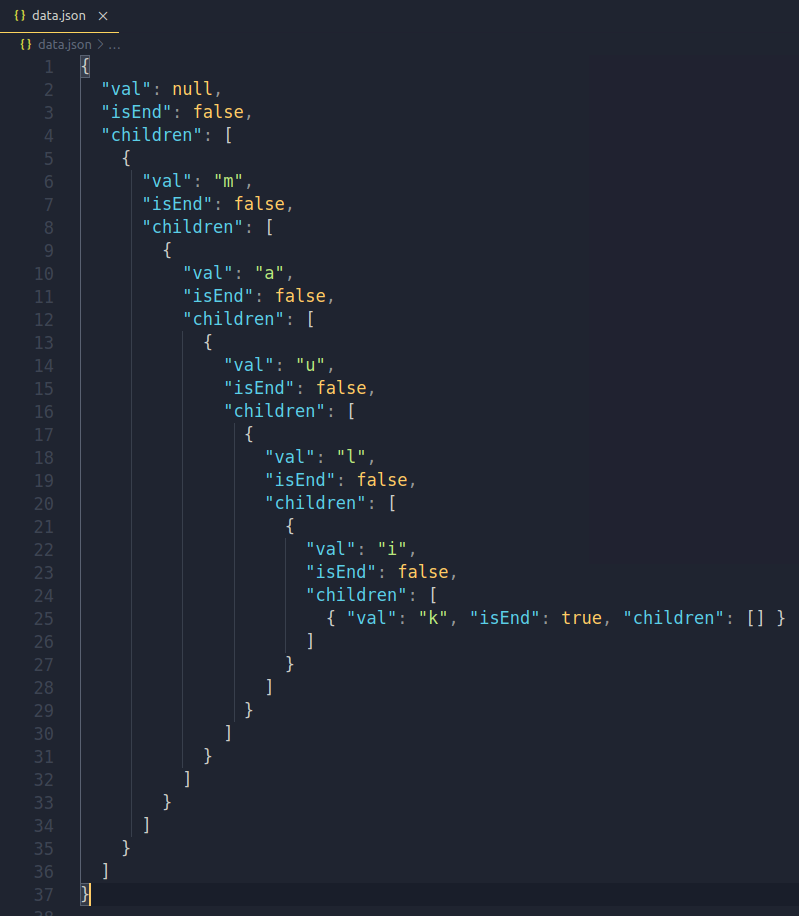 {} data.json ×
{} data.json > ...
1 {
2   "val": null,
3   "isEnd": false,
4   "children": [
5     {
6       "val": "m",
7       "isEnd": false,
8       "children": [
9         {
10           "val": "a",
11           "isEnd": false,
12           "children": [
13             {
14               "val": "u",
15               "isEnd": false,
16               "children": [
17                 {
18                   "val": "l",
19                   "isEnd": false,
20                   "children": [
21                     {
22                       "val": "i",
23                       "isEnd": false,
24                       "children": [
25                         { "val": "k", "isEnd": true, "children": [] }
26                       ]
27                     }
28                   ]
29                 }
30               ]
31             }
32           ]
33         }
34       ]
35     }
36   ]
37 }
38